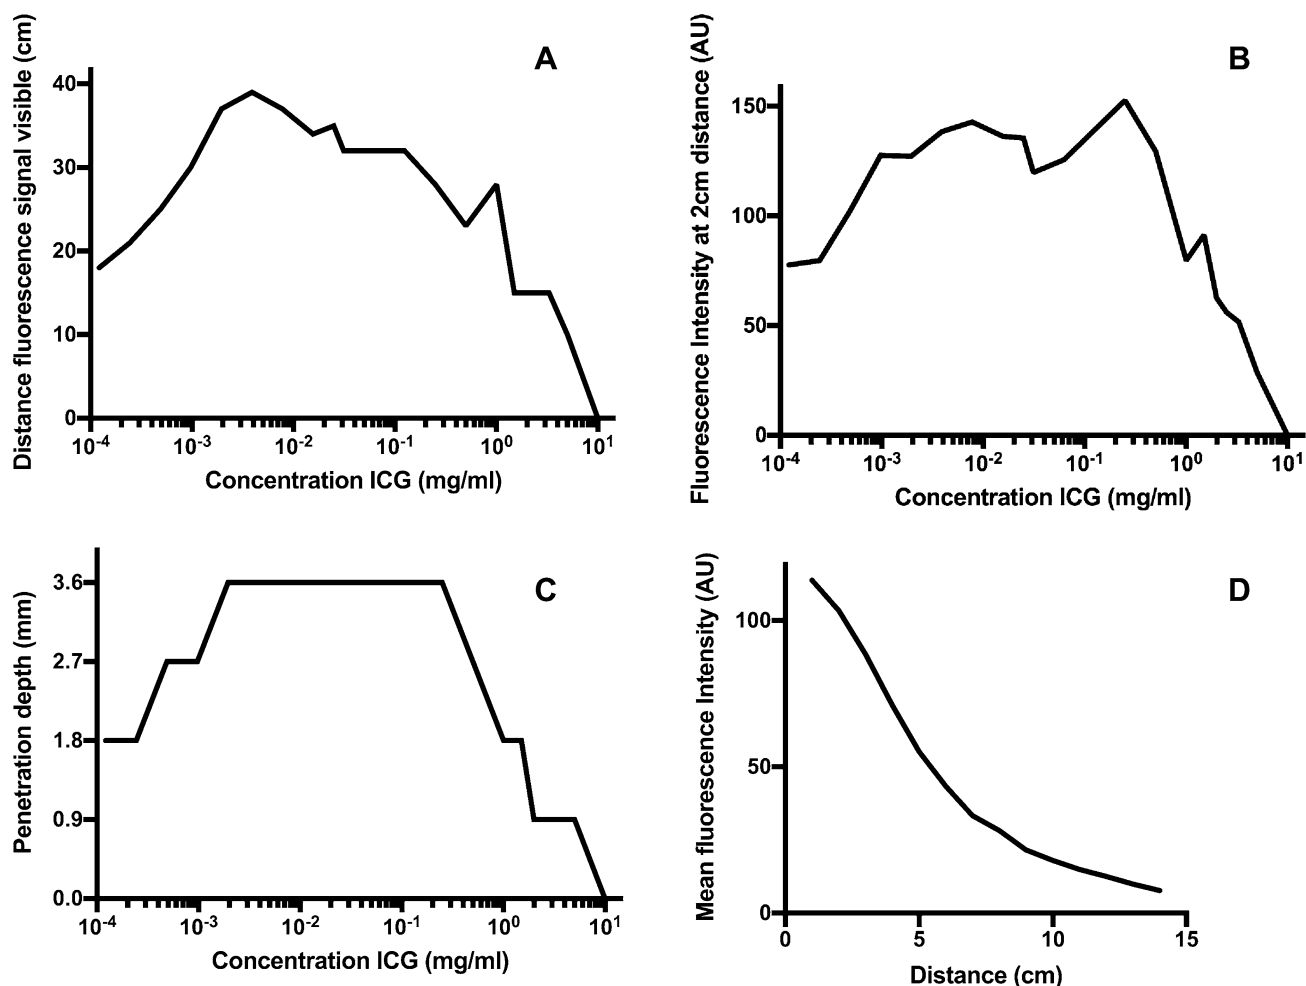 A
Distance fluorescence signal visible (cm)
40
30
20
10
0
10-4 10-3 10-2 10-1 100 101
Concentration ICG (mg/ml)
B
Fluorescence Intensity at 2cm distance (AU)
150
100
50
0
10-4 10-3 10-2 10-1 100 101
Concentration ICG (mg/ml)
C
Penetration depth (mm)
3.6
2.7
1.8
0.9
0.0
10-4 10-3 10-2 10-1 100 101
Concentration ICG (mg/ml)
D
Mean fluorescence Intensity (AU)
100
50
0
0 5 10 15
Distance (cm)